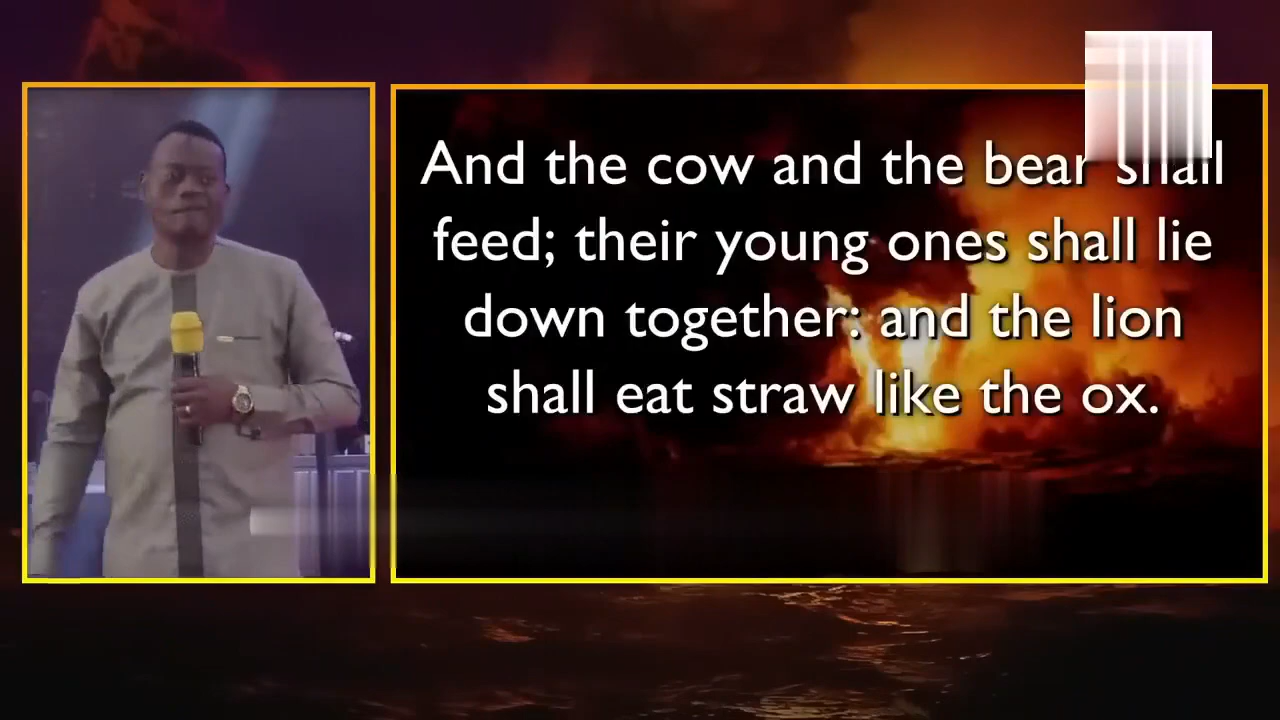 And the cow and the bear shall
feed; their young ones shall lie
down together: and the lion
shall eat straw like the ox.